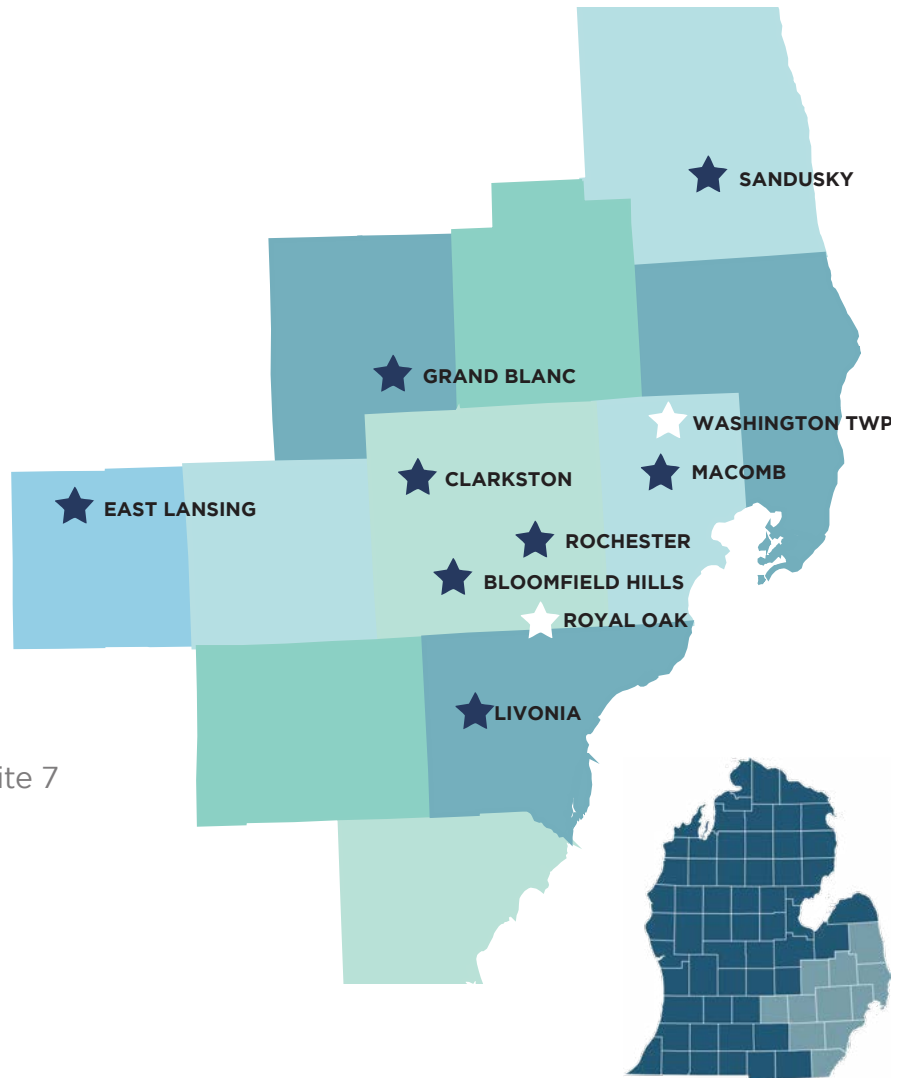 SANDUSKY
GRAND BLANC
WASHINGTON TWP
CLARKSTON
MACOMB
EAST LANSING
ROCHESTER
BLOOMFIELD HILLS
ROYAL OAK
LIVONIA
ite 7